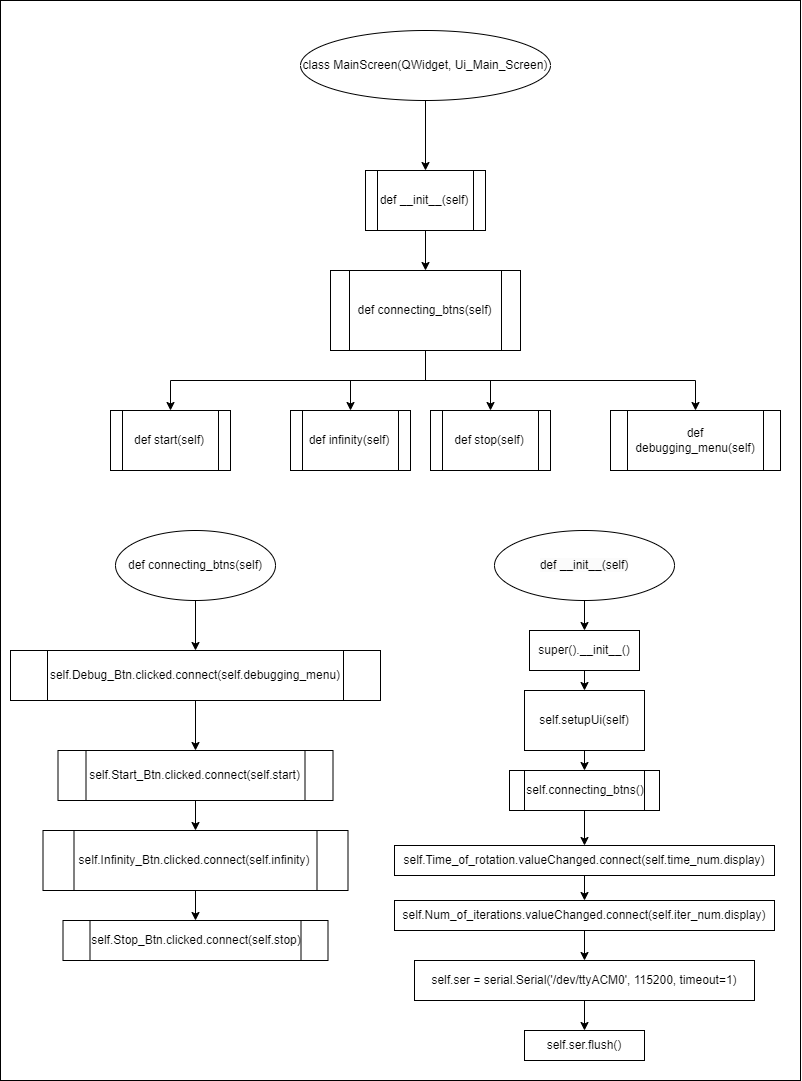 class MainScreen(QWidget, Ui_Main_Screen)
def __init__(self)
def connecting_btns(self)
def start(self)
def infinity(self)
def stop(self)
def
debugging_menu(self)
def connecting_btns(self)
self.Debug_Btn.clicked.connect(self.debugging_menu)
self.Start_Btn.clicked.connect(self.start)
self.Infinity_Btn.clicked.connect(self.infinity)
self.Stop_Btn.clicked.connect(self.stop)
def __init__(self)
super().__init__()
self.setupUi(self)
self.connecting_btns()
self.Time_of_rotation.valueChanged.connect(self.time_num.display)
self.Num_of_iterations.valueChanged.connect(self.iter_num.display)
self.ser = serial.Serial('/dev/ttyACM0', 115200, timeout=1)
self.ser.flush()